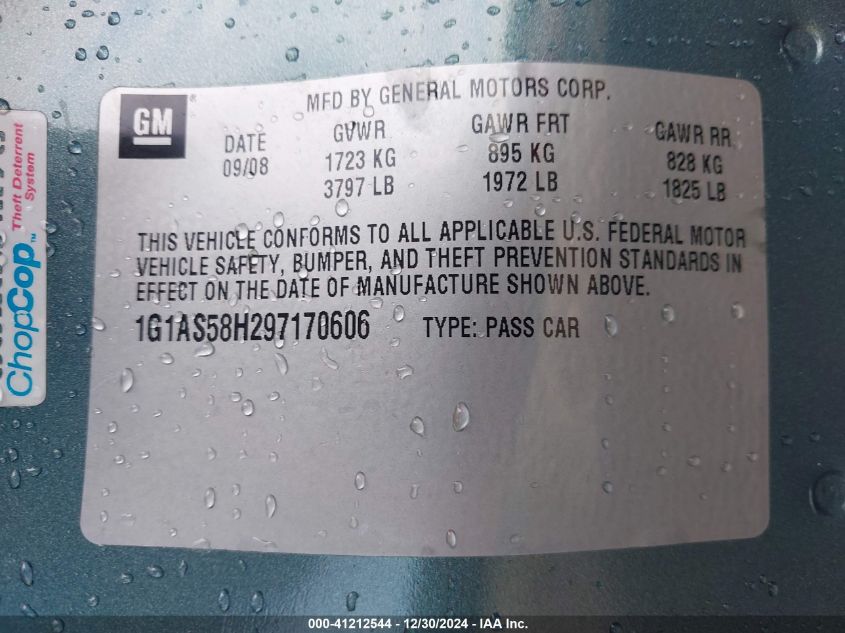 GM ®
MFD BY GENERAL MOTORS CORP.
DATE GVWR GAWR FRT GAWR RR
09/08 1723 KG 895 KG 828 KG
3797 LB 1972 LB 1825 LB
THIS VEHICLE CONFORMS TO ALL APPLICABLE U.S. FEDERAL MOTOR
VEHICLE SAFETY, BUMPER, AND THEFT PREVENTION STANDARDS IN
EFFECT ON THE DATE OF MANUFACTURE SHOWN ABOVE.
1G1AS58H297170606 TYPE: PASS CAR
ChopCop™
Theft Deterrent
System
000-41212544 - 12/30/2024 - IAA Inc.